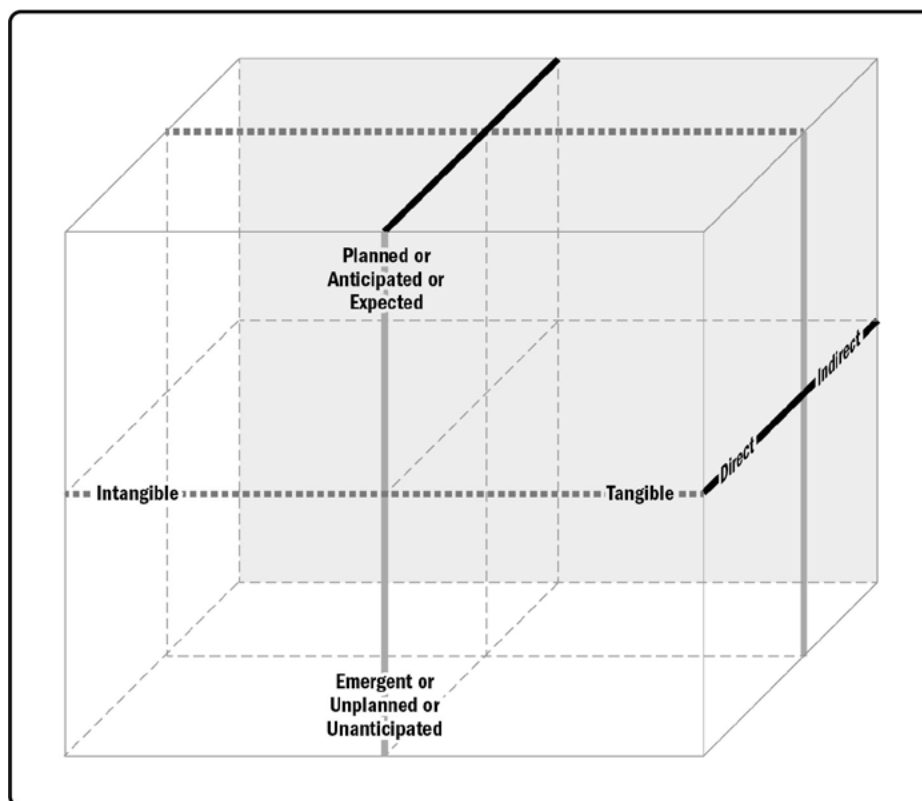 Planned or
Anticipated or
Expected
Indirect
Direct
Intangible
Tangible
Emergent or
Unplanned or
Unanticipated